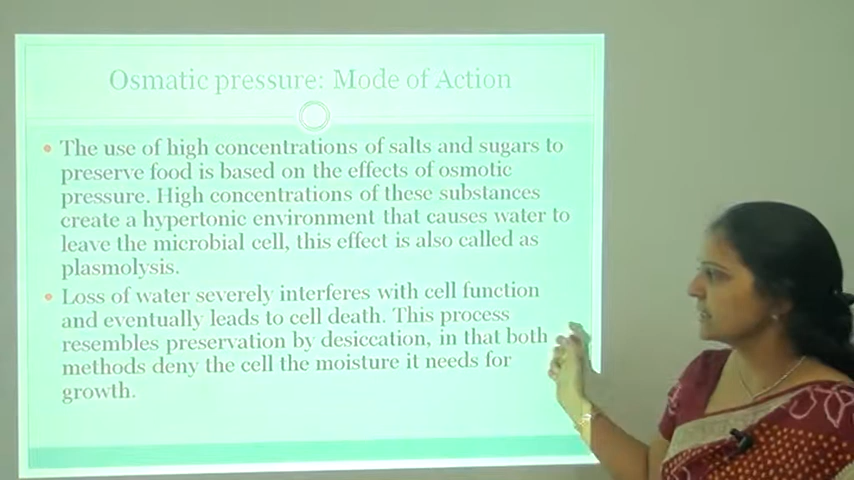 Osmatic pressure: Mode of Action
The use of high concentrations of salts and sugars to
preserve food is based on the effects of osmotic
pressure. High concentrations of these substances
create a hypertonic environment that causes water to
leave the microbial cell, this effect is also called as
plasmolysis.
Loss of water severely interferes with cell function
and eventually leads to cell death. This process
resembles preservation by desiccation, in that both
methods deny the cell the moisture it needs for
growth.